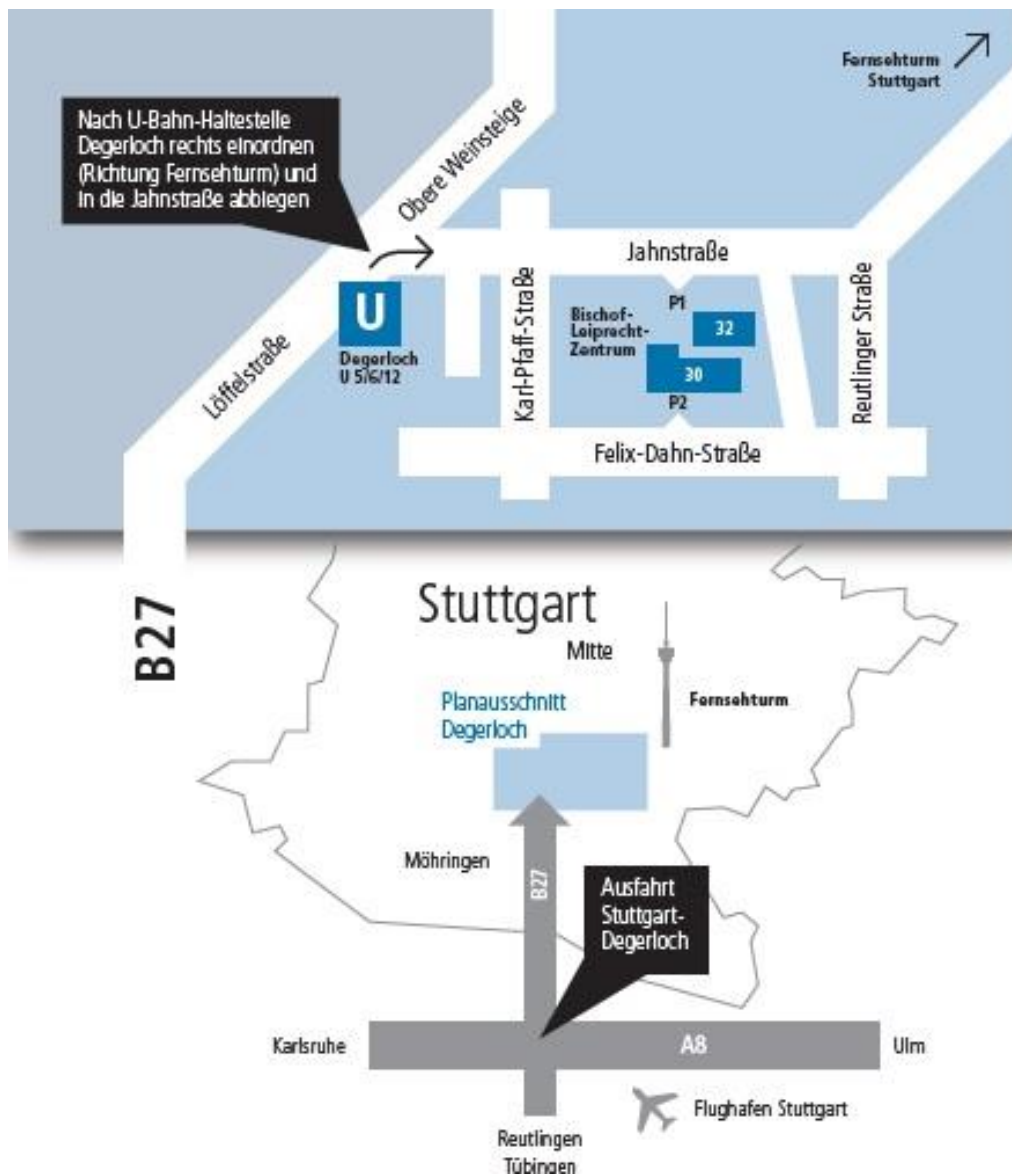 Fernsehturm
Stuttgart
Nach U-Bahn-Haltestelle
Degerloch rechts einordnen
(Richtung Fernsehturm) und
in die Jahnstraße abbiegen
Obere Weinsteige
Jahnstraße
U
Degerloch
U 5/6/12
Löffelstraße
Karl-Pfaff-Straße
P1
Bischof-
Leiprecht-
Zentrum
32
30
P2
Reutlinger Straße
Felix-Dahn-Straße
B27
Stuttgart
Mitte
Fernsehturm
Planausschnitt
Degerloch
Möhringen
B27
Ausfahrt
Stuttgart-
Degerloch
Karlsruhe
A8
Ulm
Flughafen Stuttgart
Reutlingen
Tübingen